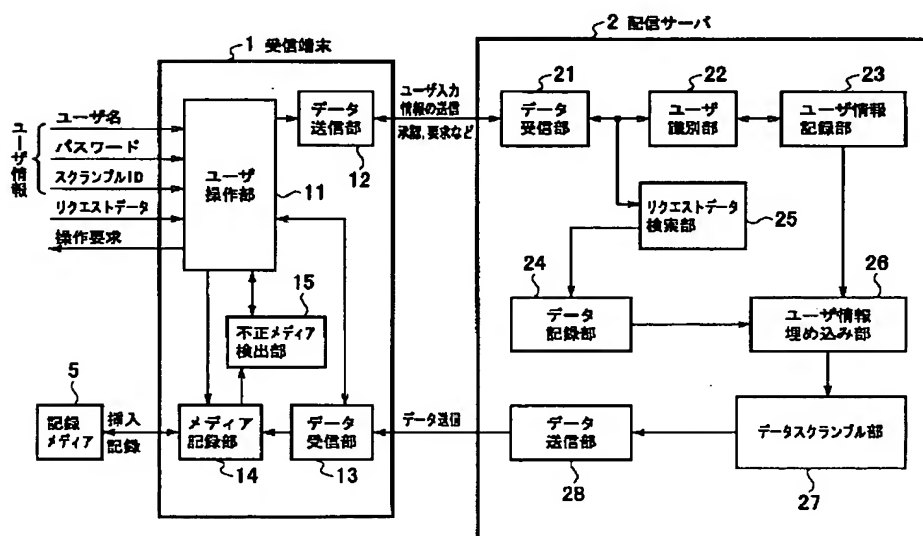 1 受信端末
2 配信サーバ
ユーザ情報
ユーザ名
パスワード
スクランブルID
リクエストデータ
操作要求
ユーザ
操作部
11
データ
送信部
12
ユーザ入力
情報の送信
承認,要求など
21
データ
受信部
22
ユーザ
識別部
23
ユーザ情報
記録部
リクエストデータ
検索部
25
24
データ
記録部
26
ユーザ情報
埋め込み部
15
不正メディア
検出部
5
記録
メディア
挿入
記録
メディア
記録部
14
データ
受信部
13
データ送信
データ
送信部
28
データスクランブル部
27